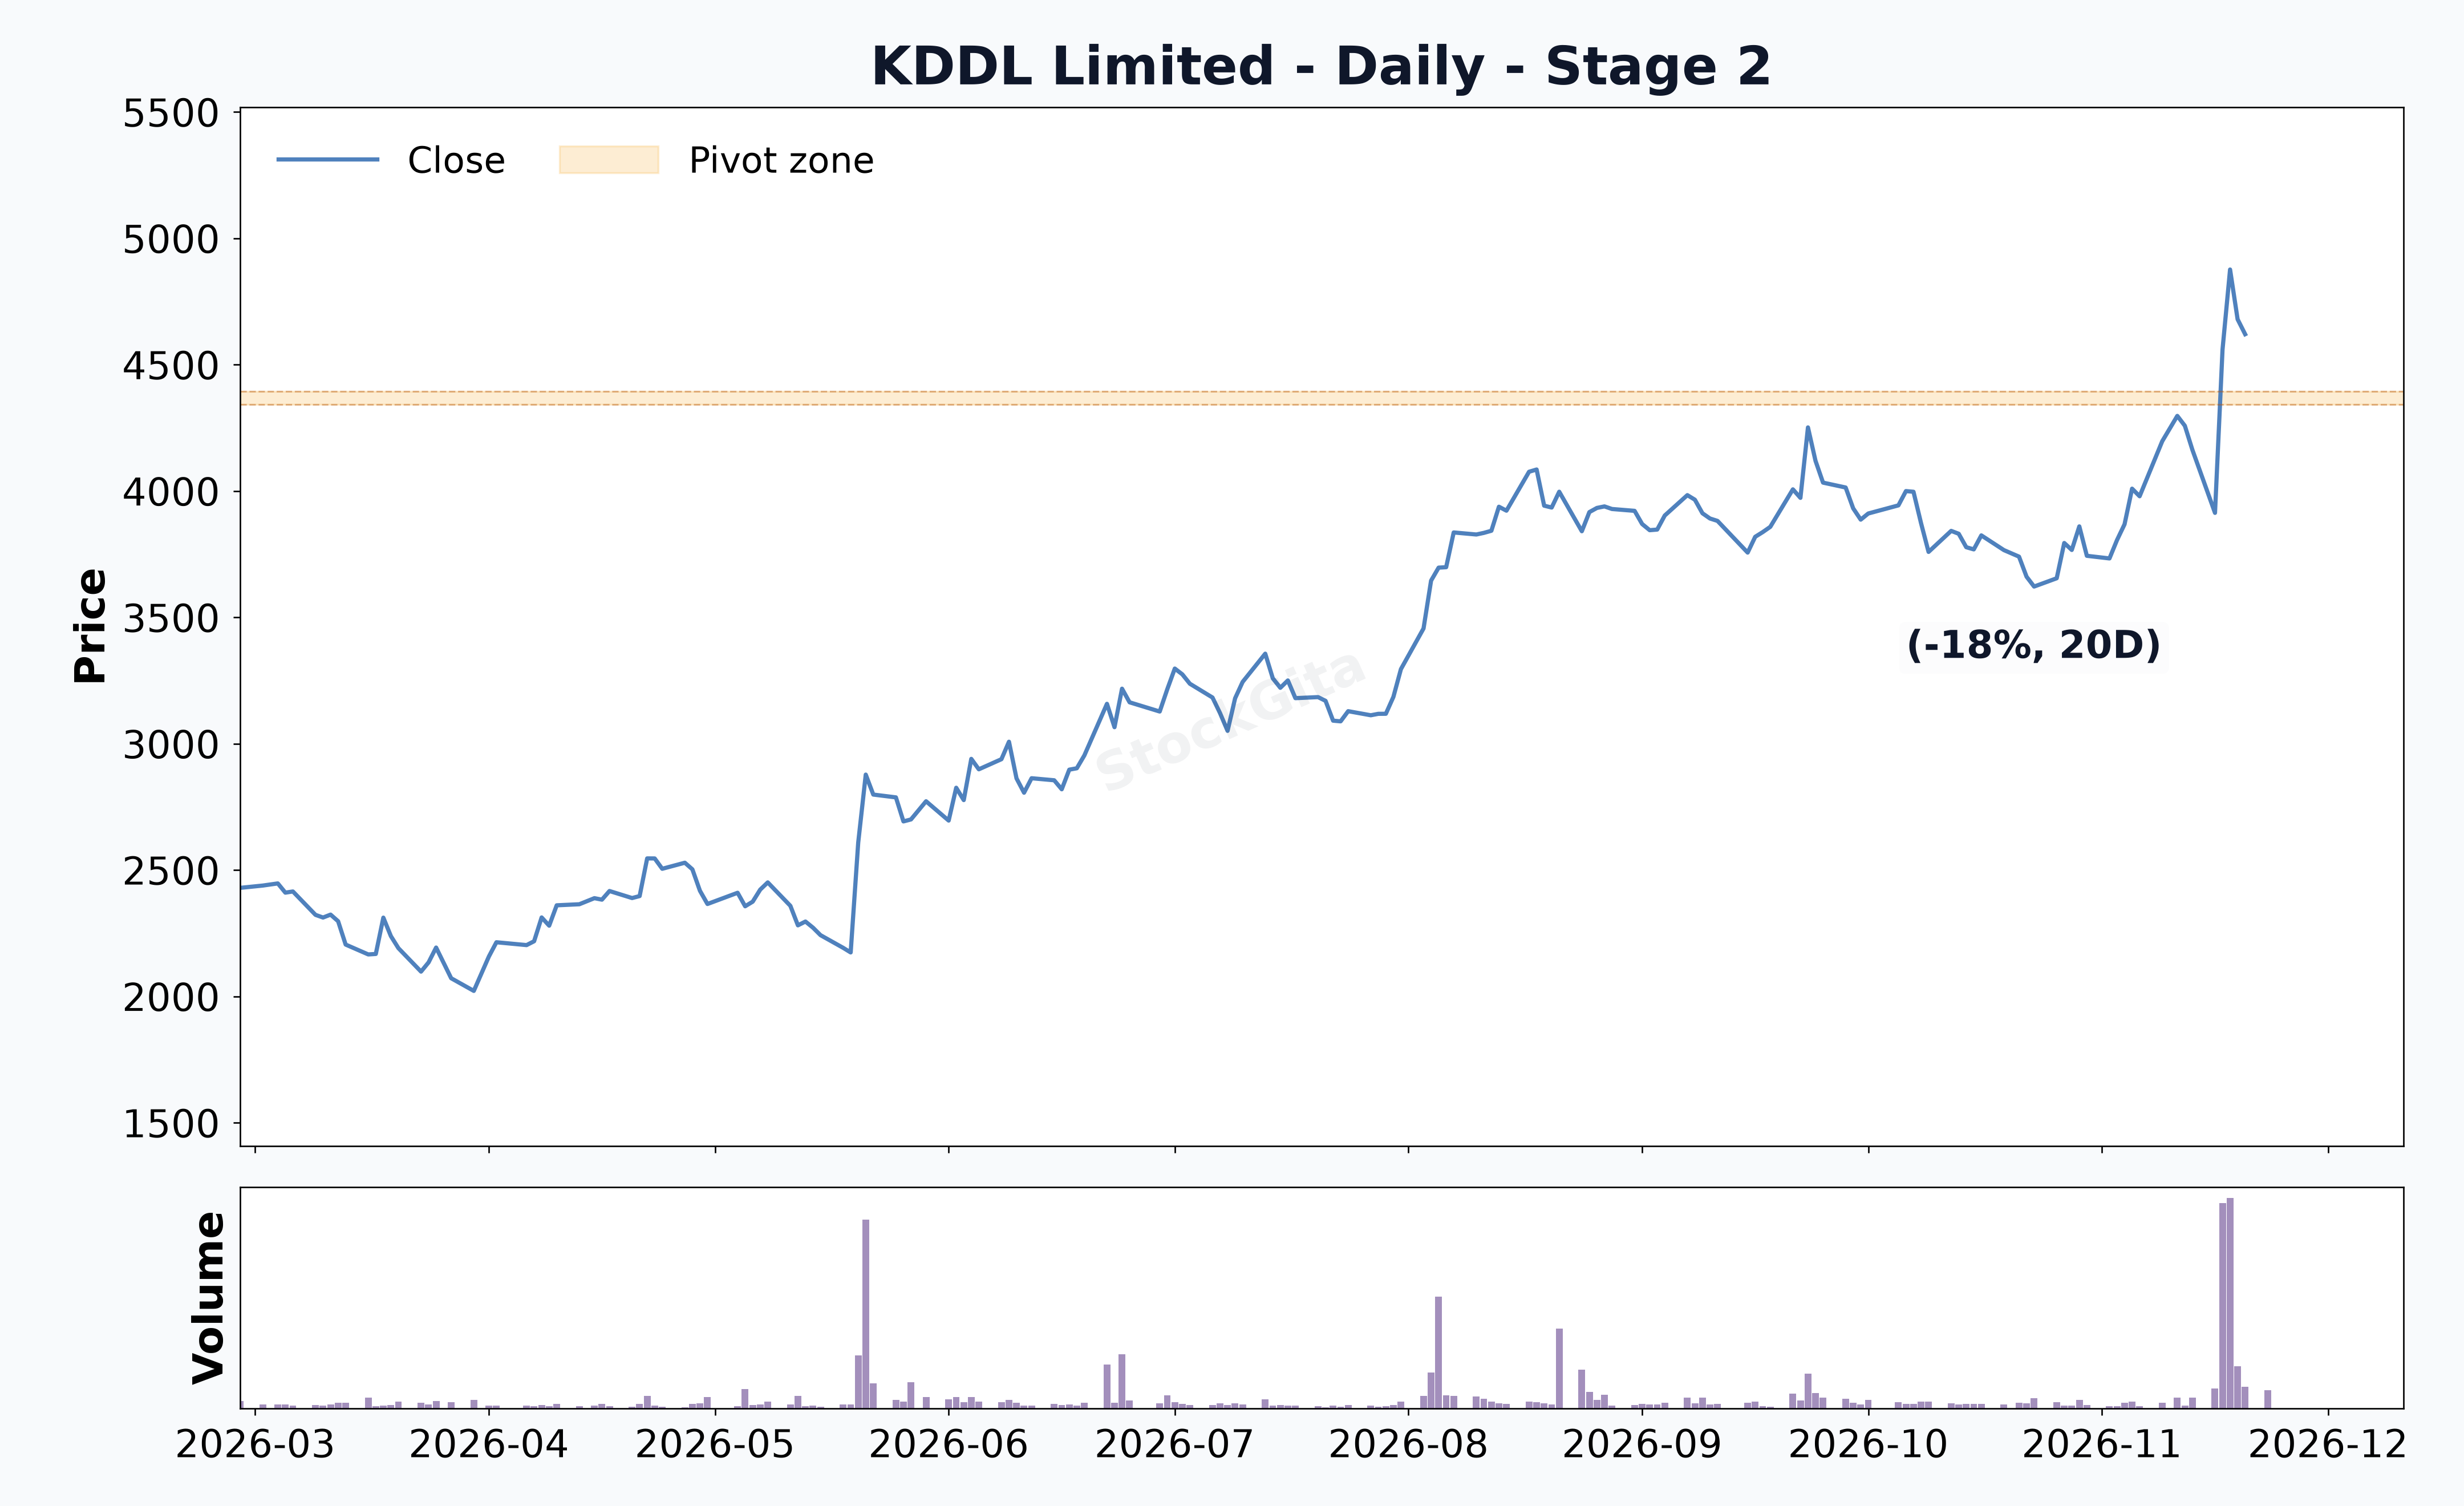 KDDL Limited - Daily - Stage 2
Close
Pivot zone
5500
5000
4500
4000
3500
3000
2500
2000
1500
Price
(-18%, 20D)
StockGita
Volume
2026-03
2026-04
2026-05
2026-06
2026-07
2026-08
2026-09
2026-10
2026-11
2026-12